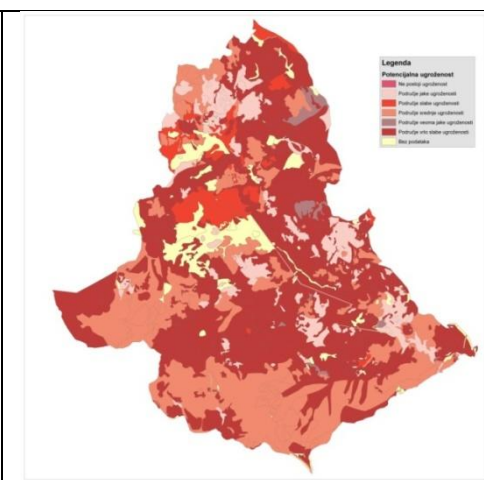 Legenda
Potencijalna ugroženost
Ne postoji ugroženost
Područje jake ugroženosti
Područje slabe ugroženosti
Područje srednje ugroženosti
Područje veoma jake ugroženosti
Područje vrlo slabe ugroženosti
Bez podataka